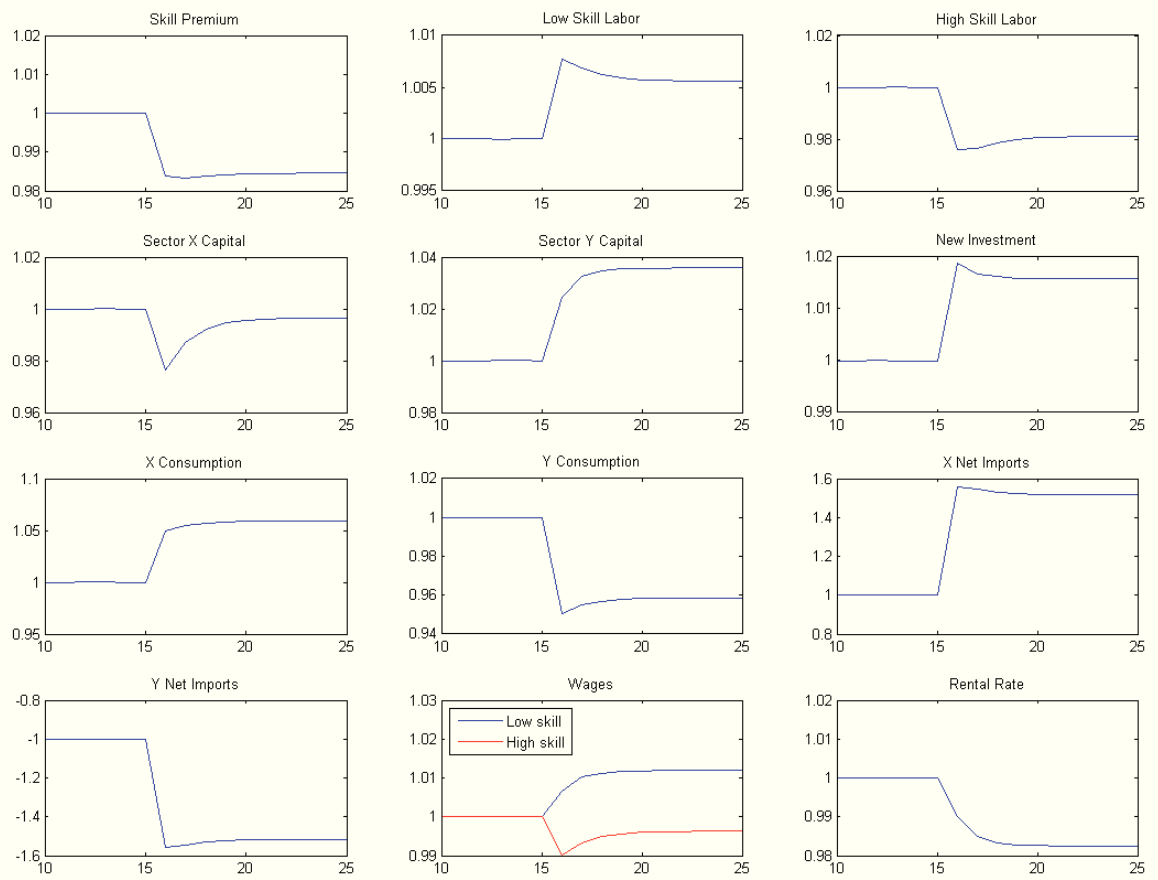 Skill Premium
1.02
1.01
1
0.99
0.98
10 15 20 25
Low Skill Labor
1.01
1.005
1
0.995
10 15 20 25
High Skill Labor
1.02
1
0.98
0.96
10 15 20 25
Sector X Capital
1.02
1
0.98
0.96
10 15 20 25
Sector Y Capital
1.04
1.02
1
0.98
10 15 20 25
New Investment
1.02
1.01
1
0.99
10 15 20 25
X Consumption
1.1
1.05
1
0.95
10 15 20 25
Y Consumption
1.02
1
0.98
0.96
0.94
10 15 20 25
X Net Imports
1.6
1.4
1.2
1
0.8
10 15 20 25
Y Net Imports
-0.8
-1
-1.2
-1.4
-1.6
10 15 20 25
Wages
1.03
1.02
1.01
1
0.99
Low skill
High skill
10 15 20 25
Rental Rate
1.02
1.01
1
0.99
0.98
10 15 20 25